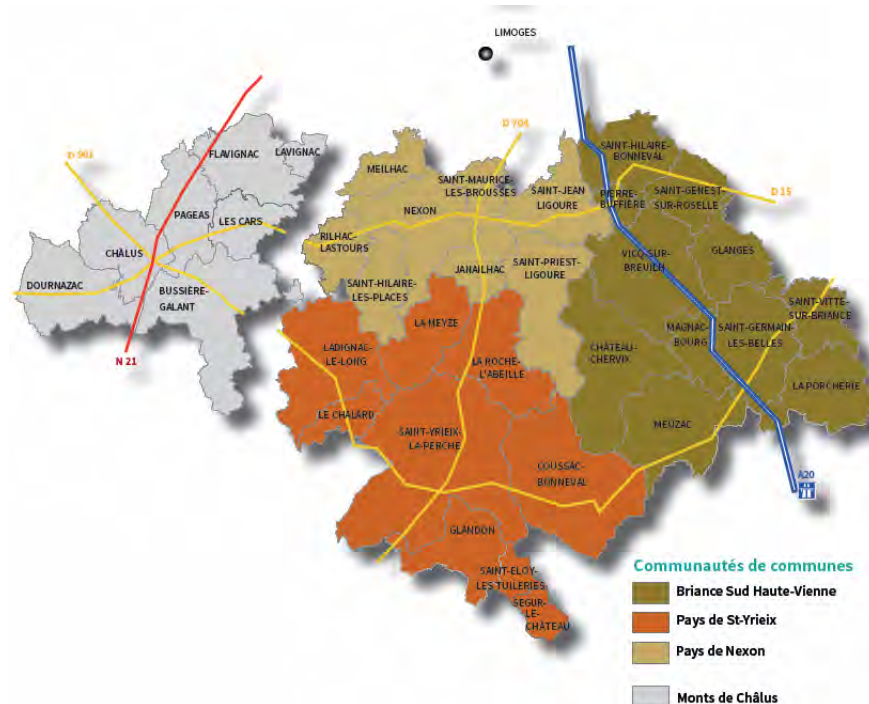 LIMOGES
D 704
D 901
FLAVIGNAC
LAVIGNAC
MEILHAC
SAINT-MAURICE-
LES-BROUSSES
SAINT-HILAIRE-
BONNEVAL
SAINT JEAN
LIGOURE
PIERRE-
BUFFIÈRE
SAINT-GENEST-
SUR-ROSELLE
D 15
PAGEAS
LES CARS
NEXON
RILHAC-
LASTOURS
CHÂLUS
DOURNAZAC
BUSSIÈRE-
GALANT
SAINT-HILAIRE-
LES-PLACES
JANAILHAC
SAINT-PRIEST-
LIGOURE
VICQ-SUR-
BREUILH
GLANGES
SAINT-VITTE-
SUR-BRIANCE
MAGNAC-
BOURG
SAINT-GERMAIN-
LES-BELLES
LA MEYZE
N 21
LADIGNAC-
LE-LONG
LA ROCHE-
L'ABEILLE
CHÂTEAU-
CHERVIX
LA PORCHERIE
LE CHALARD
SAINT-YRIEIX-
LA-PERCHE
MEUZAC
COUSSAC-
BONNEVAL
A20
GLANDON
SAINT-ELOY-
LES TUILERIES
SEGUR-
LE-
CHÂTEAU
Communautés de communes
Briance Sud Haute-Vienne
Pays de St-Yrieix
Pays de Nexon
Monts de Châlus